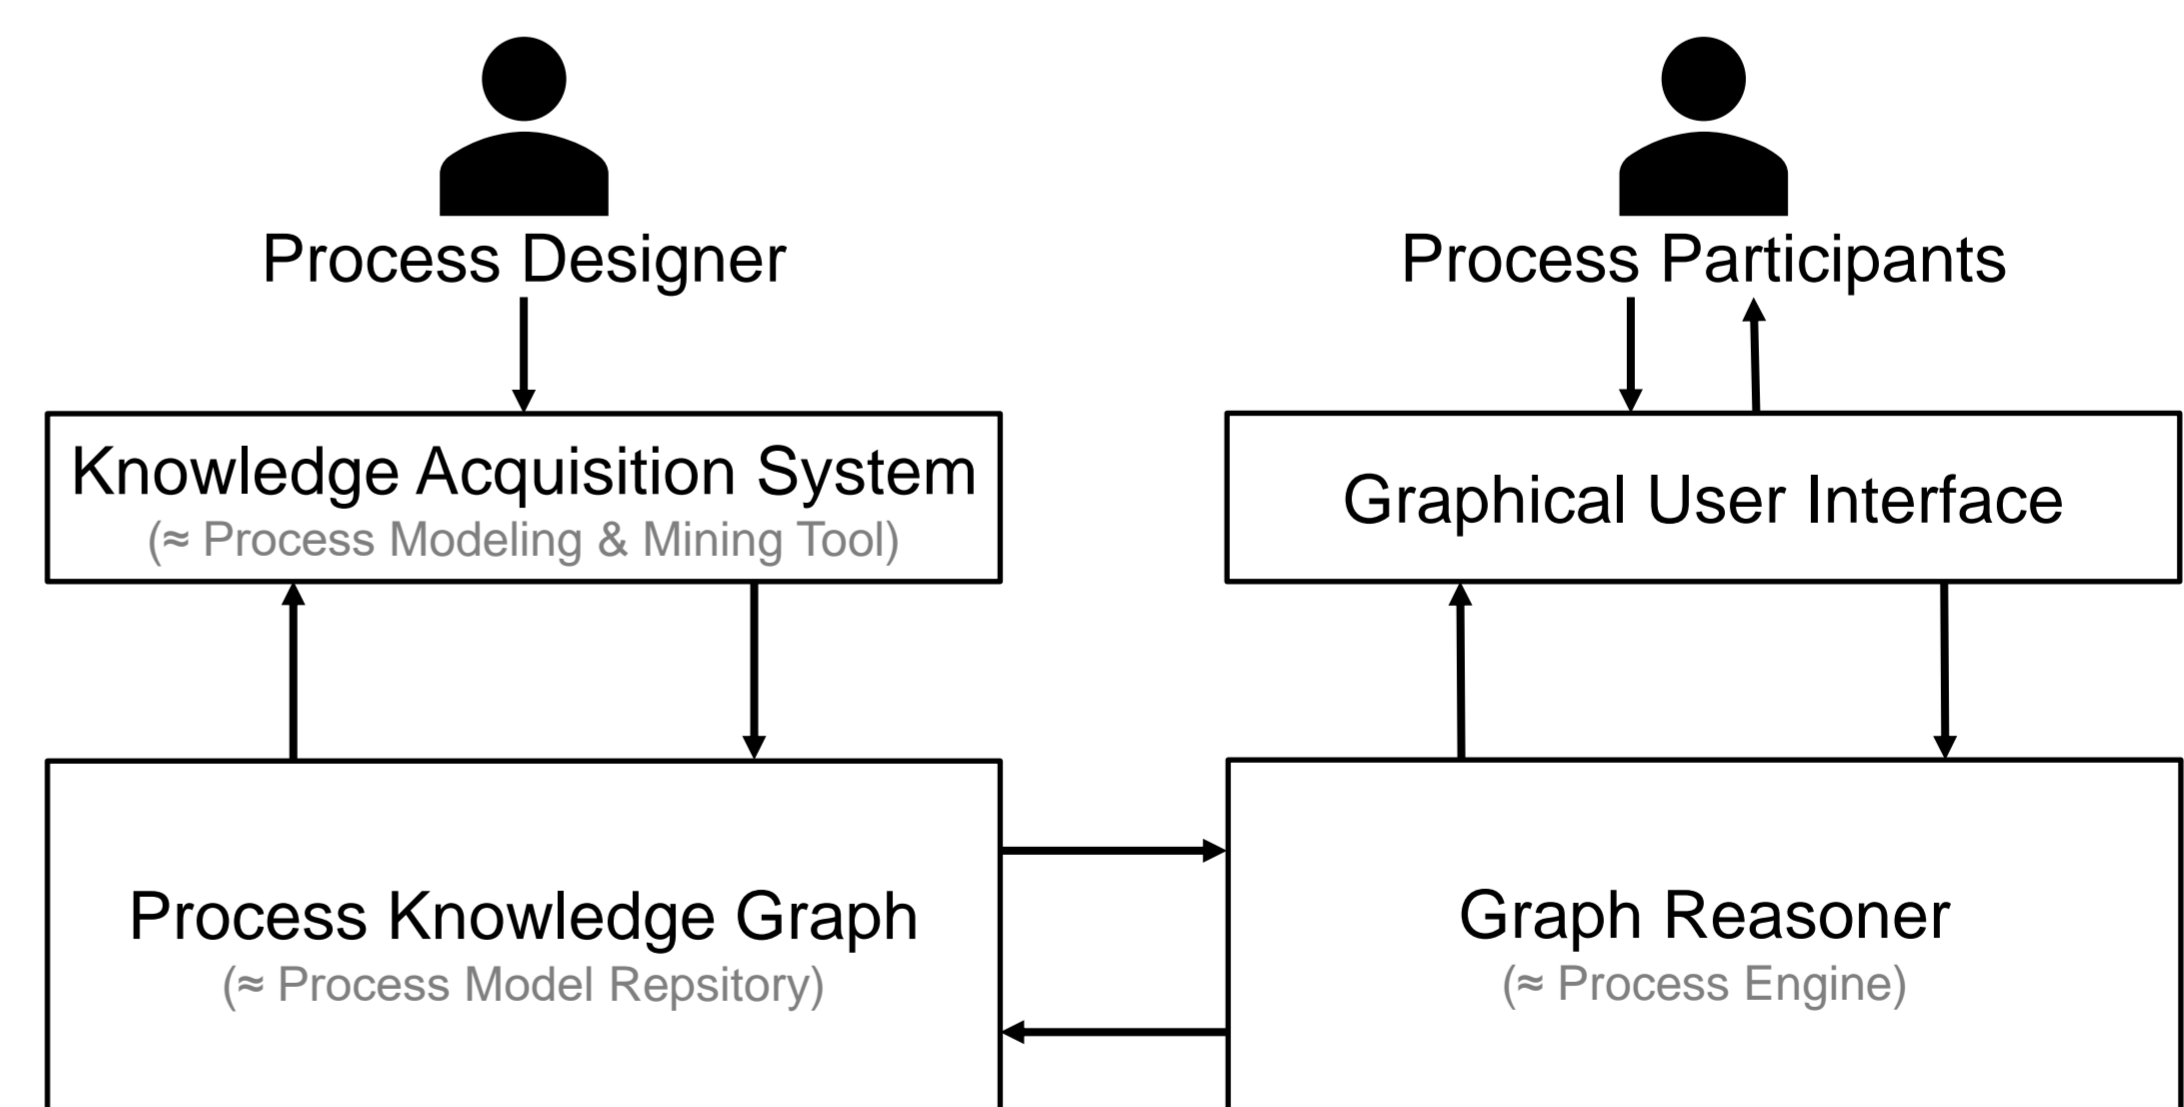 Process Designer
Process Participants
Knowledge Acquisition System
(≈ Process Modeling & Mining Tool)
Graphical User Interface
Process Knowledge Graph
(≈ Process Model Repsitory)
Graph Reasoner
(≈ Process Engine)